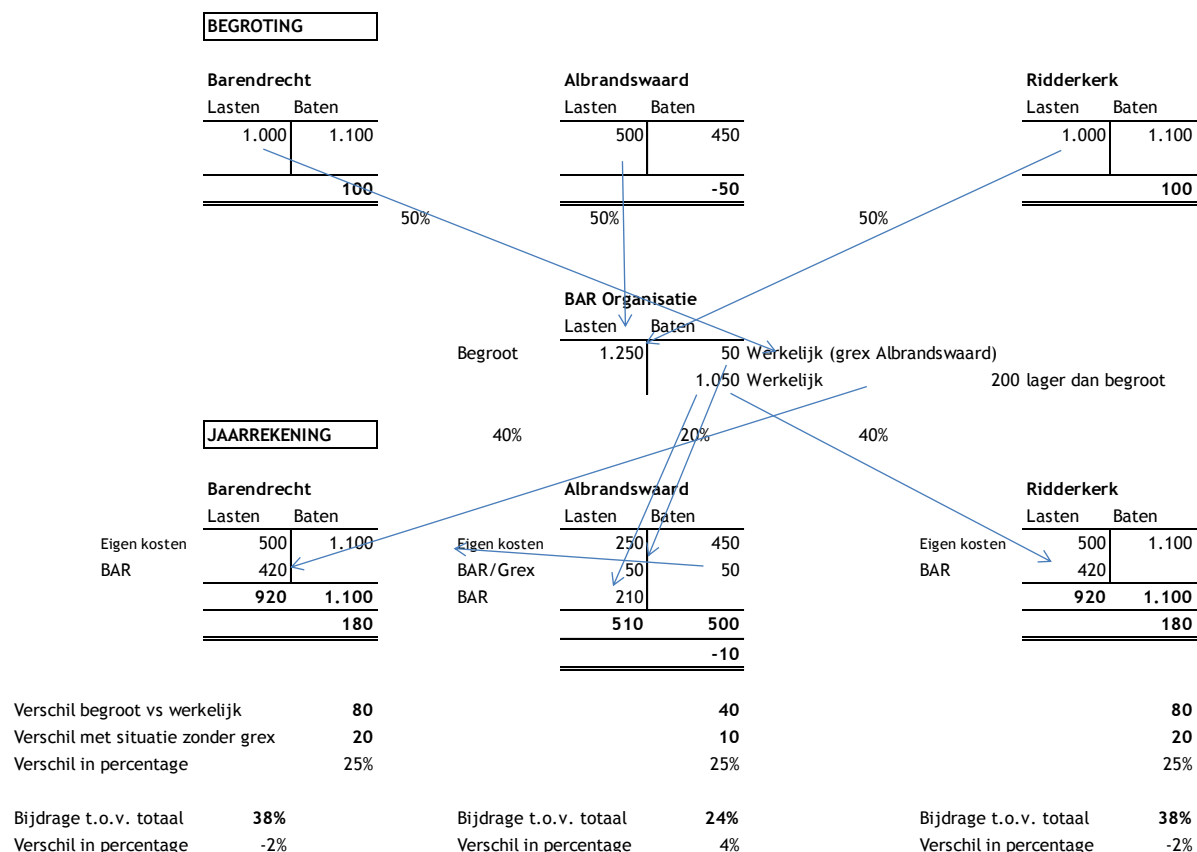 BEGROTING
Barendrecht Albrandswaard Ridderkerk
Lasten Baten Lasten Baten Lasten Baten
1.000 1.100 500 450 1.000 1.100
100 -50 100
50% 50% 50%
BAR Organisatie
Lasten Baten
Begroot 1.250 50 Werkelijk (grex Albrandswaard)
1.050 Werkelijk 200 lager dan begroot
JAARREKENING 40% 20% 40%
Barendrecht Albrandswaard Ridderkerk
Lasten Baten Lasten Baten Lasten Baten
Eigen kosten 500 1.100 Eigen kosten 250 450 Eigen kosten 500 1.100
BAR 420 BAR/Grex 50 50 BAR 420
920 1.100 BAR 210 920 1.100
180 510 500 180
-10
Verschil begroot vs werkelijk 80 40 80
Verschil met situatie zonder grex 20 10 20
Verschil in percentage 25% 25% 25%
Bijdrage t.o.v. totaal 38% Bijdrage t.o.v. totaal 24% Bijdrage t.o.v. totaal 38%
Verschil in percentage -2% Verschil in percentage 4% Verschil in percentage -2%